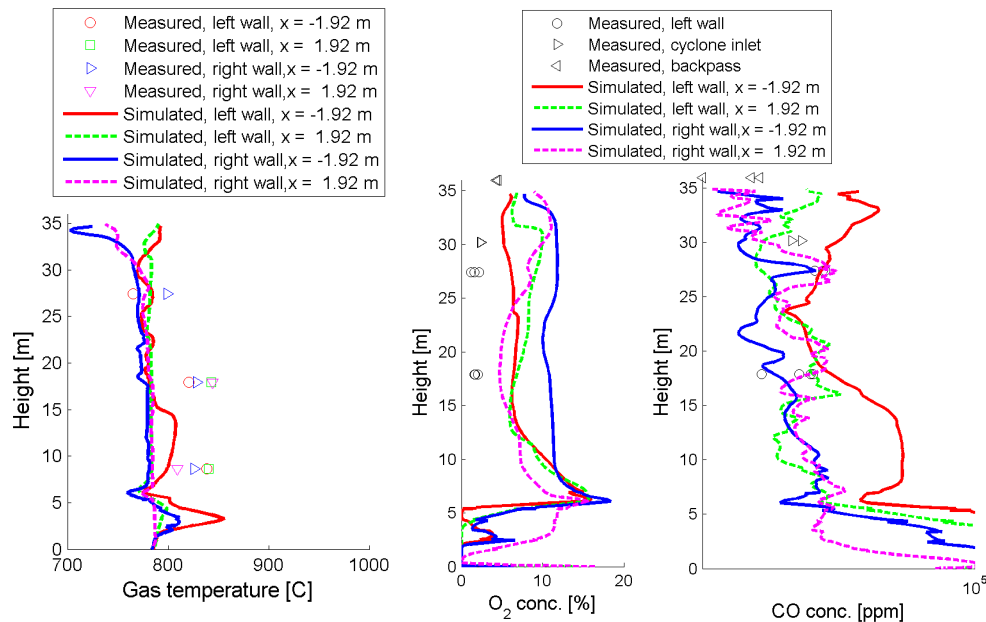 Measured, left wall, x = -1.92 m
Measured, left wall, x = 1.92 m
Measured, right wall,x = -1.92 m
Measured, right wall,x = 1.92 m
Simulated, left wall, x = -1.92 m
Simulated, left wall, x = 1.92 m
Simulated, right wall,x = -1.92 m
Simulated, right wall,x = 1.92 m
Measured, left wall
Measured, cyclone inlet
Measured, backpass
Simulated, left wall, x = -1.92 m
Simulated, left wall, x = 1.92 m
Simulated, right wall,x = -1.92 m
Simulated, right wall,x = 1.92 m
35
30
25
20
15
10
5
0
Height [m]
700 800 900 1000
Gas temperature [C]
35
30
25
20
15
10
5
0
Height [m]
0 10 20
O₂ conc. [%]
35
30
25
20
15
10
5
0
Height [m]
10⁵
CO conc. [ppm]